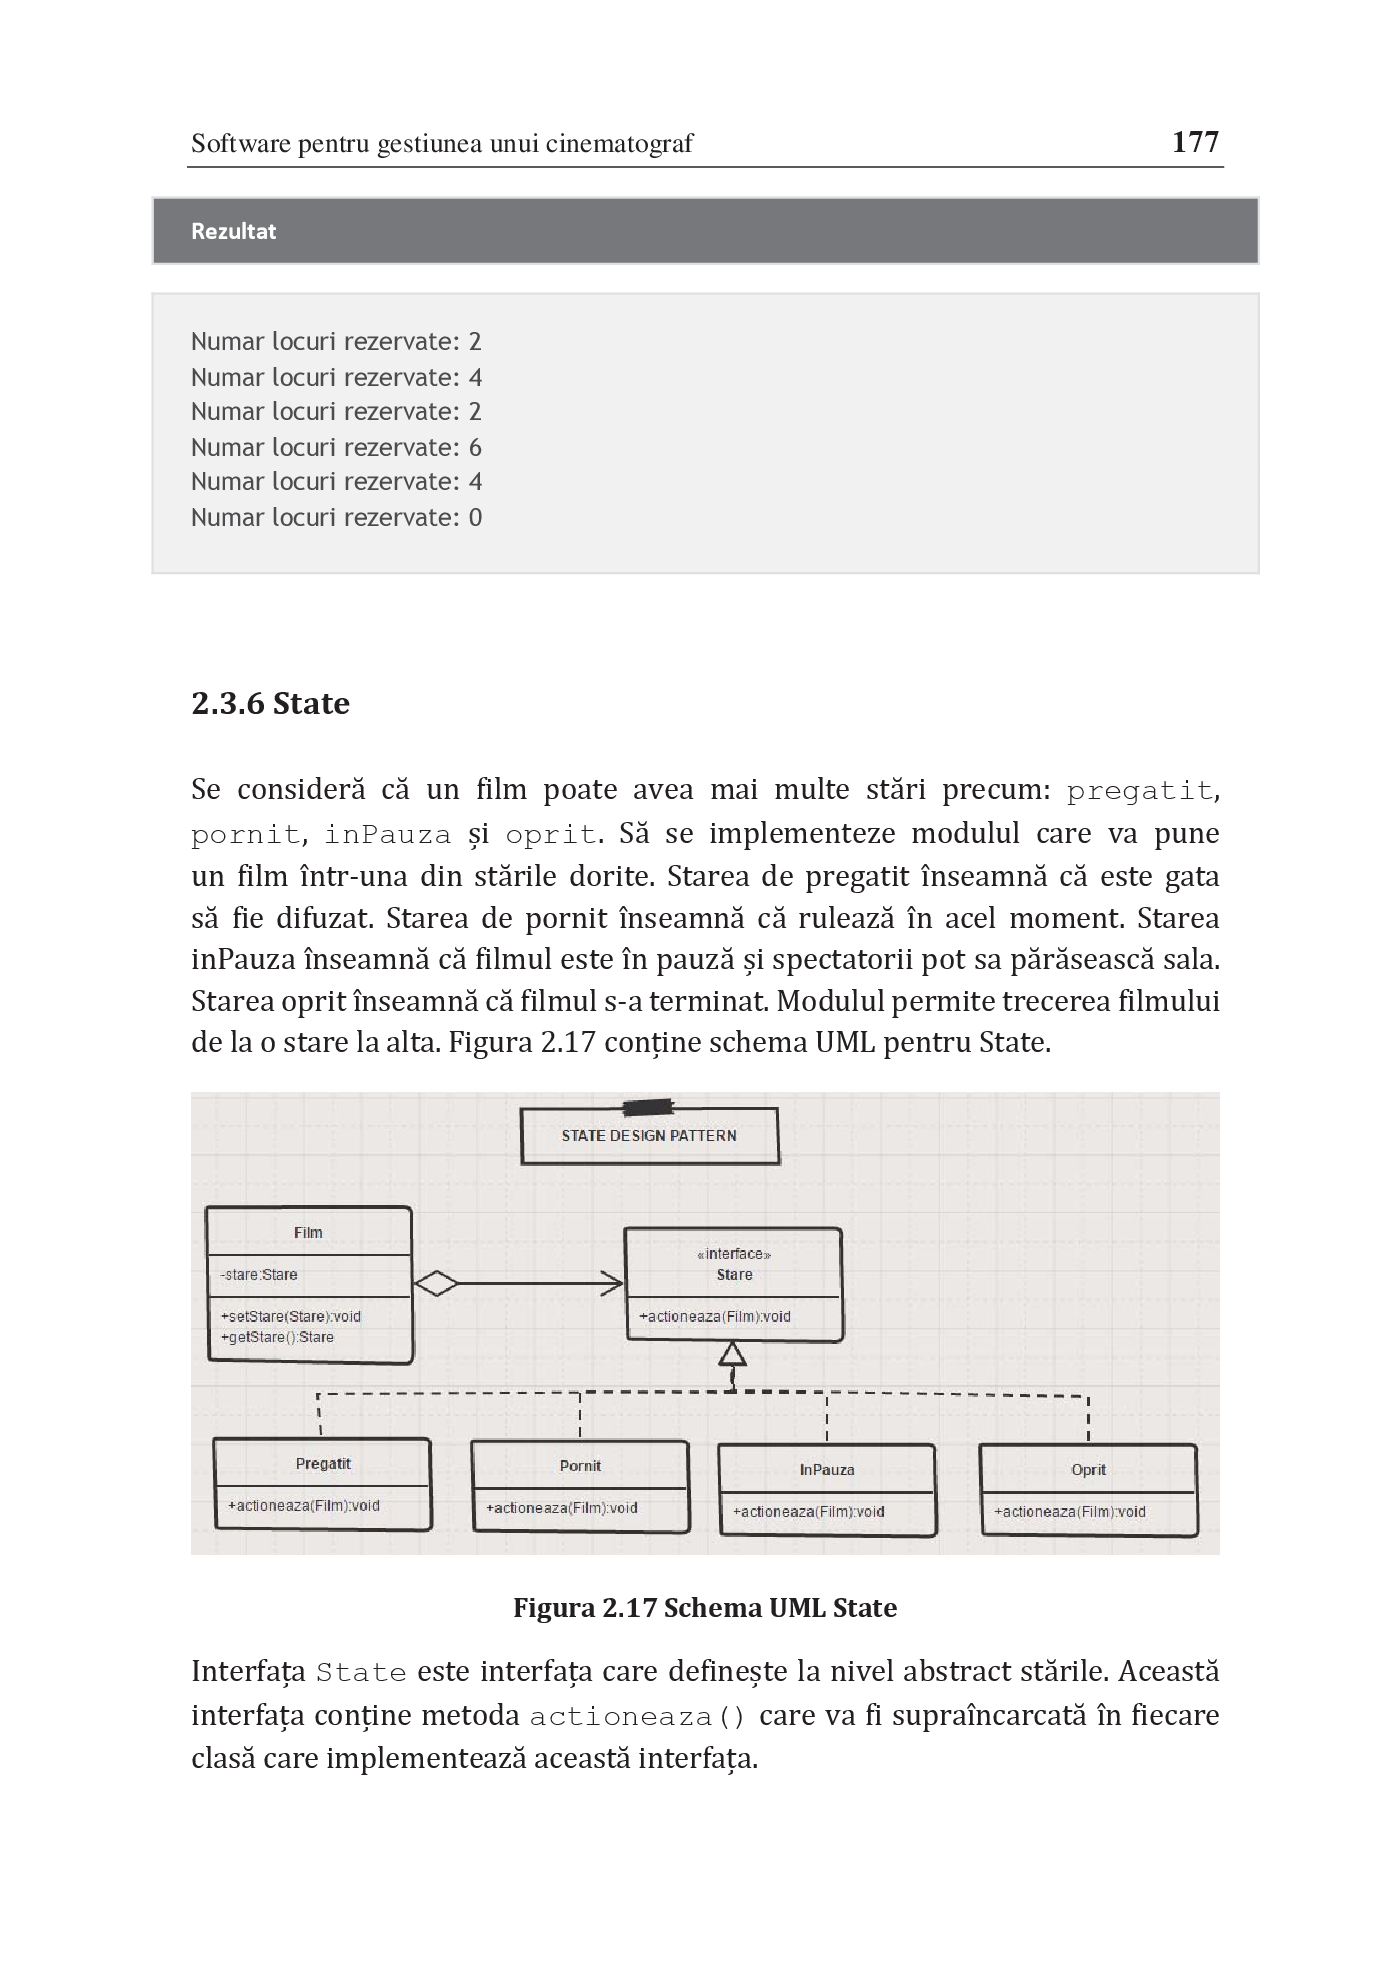 Software pentru gestiunea unui cinematograf 177
Rezultat
Numar locuri rezervate: 2
Numar locuri rezervate: 4
Numar locuri rezervate: 2
Numar locuri rezervate: 6
Numar locuri rezervate: 4
Numar locuri rezervate: 0
2.3.6 State
Se consideră că un film poate avea mai multe stări precum: pregatit,
pornit, inPauza și oprit. Să se implementeze modulul care va pune
un film într-una din stările dorite. Starea de pregatit înseamnă că este gata
să fie difuzat. Starea de pornit înseamnă că rulează în acel moment. Starea
inPauza înseamnă că filmul este în pauză și spectatorii pot sa părăsească sala.
Starea oprit înseamnă că filmul s-a terminat. Modulul permite trecerea filmului
de la o stare la alta. Figura 2.17 conține schema UML pentru State.
STATE DESIGN PATTERN
Film
-stare:Stare
+setStare(Stare):void
+getStare():Stare
«interface»
Stare
+actioneaza(Film):void
Pregatit
+actioneaza(Film):void
Pornit
+actioneaza(Film):void
InPauza
+actioneaza(Film):void
Oprit
+actioneaza(Film):void
Figura 2.17 Schema UML State
Interfața State este interfața care definește la nivel abstract stările. Această
interfața conține metoda actioneaza() care va fi supraîncarcată în fiecare
clasă care implementează această interfața.